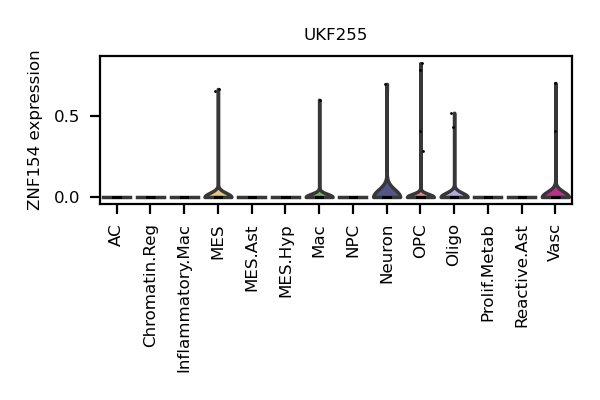 UKF255
ZNF154 expression
0.5
0.0
AC
Chromatin.Reg
Inflammatory.Mac
MES
MES.Ast
MES.Hyp
Mac
NPC
Neuron
OPC
Oligo
Prolif.Metab
Reactive.Ast
Vasc